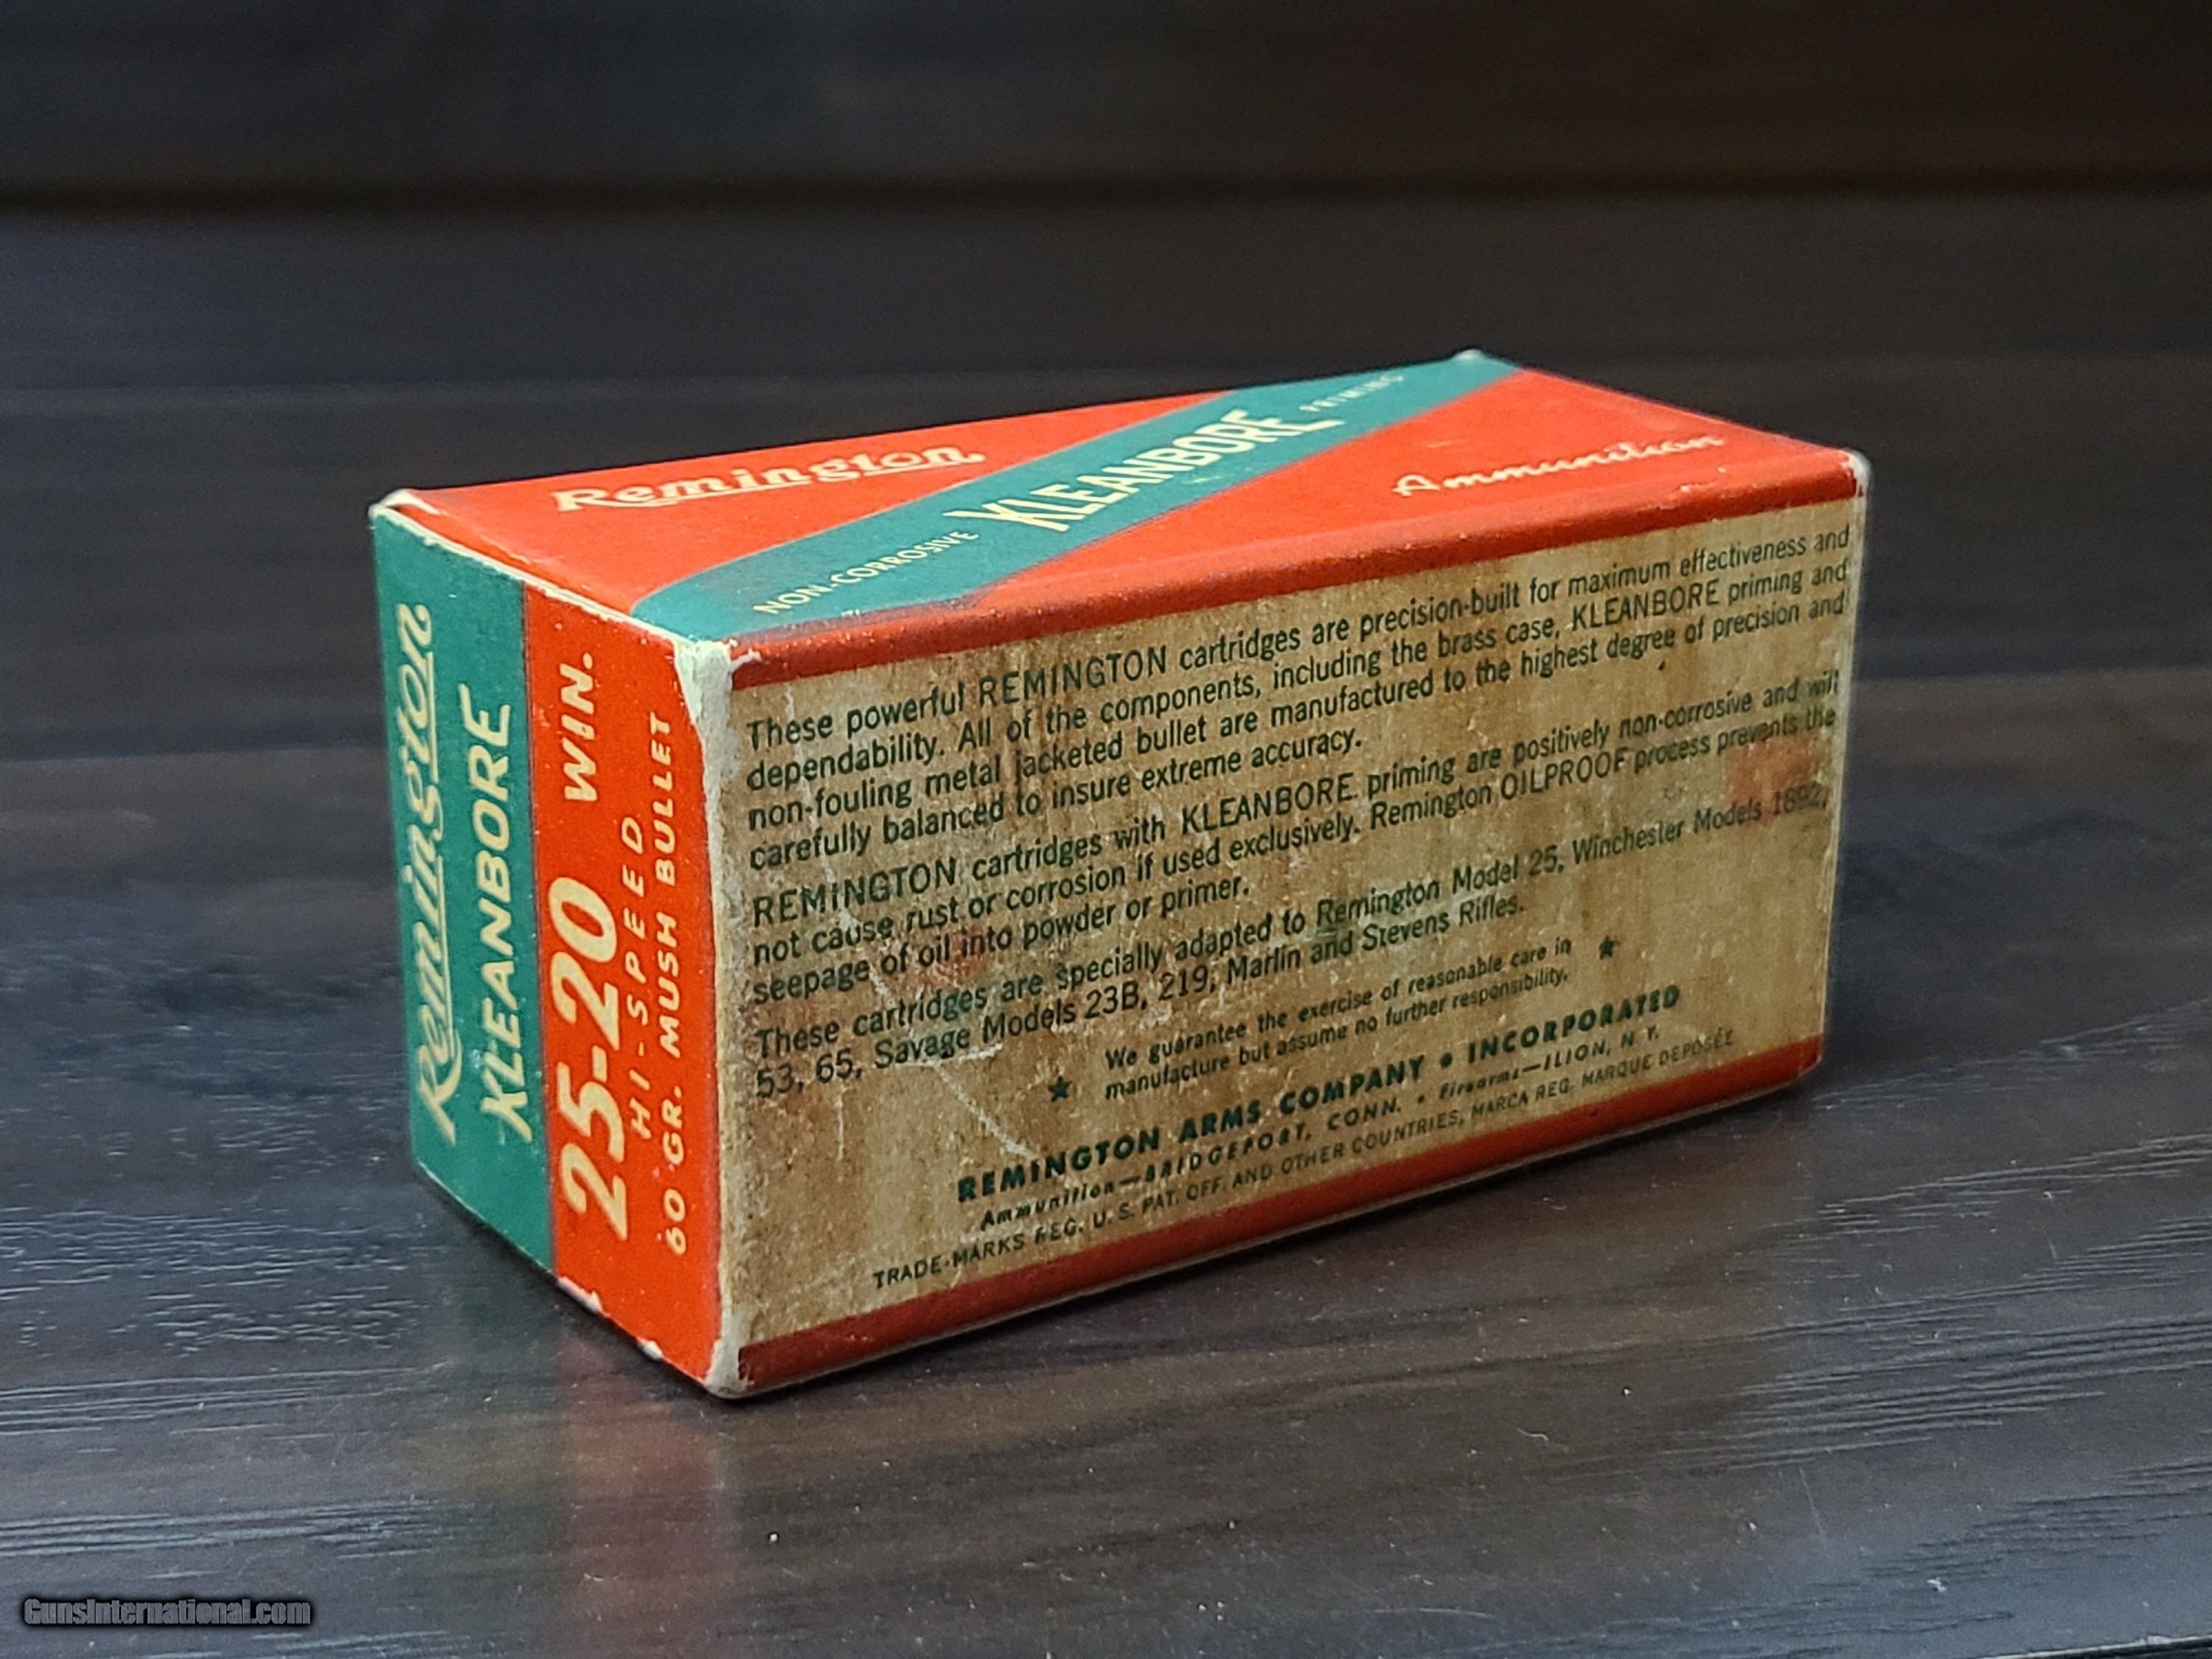 Remington
NON-CORROSIVE KLEANBORE PRIMING
Ammunition
Remington
KLEANBORE
25-20 WIN.
HI-SPEED
60 GR. MUSH BULLET
These powerful REMINGTON cartridges are precision-built for maximum effectiveness and
dependability. All of the components, including the brass case, KLEANBORE priming and
non-fouling metal jacketed bullet are manufactured to the highest degree of precision and
carefully balanced to insure extreme accuracy.
REMINGTON cartridges with KLEANBORE priming are positively non-corrosive and will
not cause rust or corrosion if used exclusively. Remington OILPROOF process prevents the
seepage of oil into powder or primer.
These cartridges are specially adapted to Remington Model 25, Winchester Models 1892,
53, 65, Savage Models 23B, 219, Marlin and Stevens Rifles.
★ We guarantee the exercise of reasonable care in ★
manufacture but assume no further responsibility.
REMINGTON ARMS COMPANY • INCORPORATED
Ammunition—BRIDGEPORT, CONN. • Firearms—ILION, N. Y.
TRADE-MARKS REG. U. S. PAT. OFF. AND OTHER COUNTRIES, MARCA REG. MARQUE DEPOSÉE
GunsInternational.com